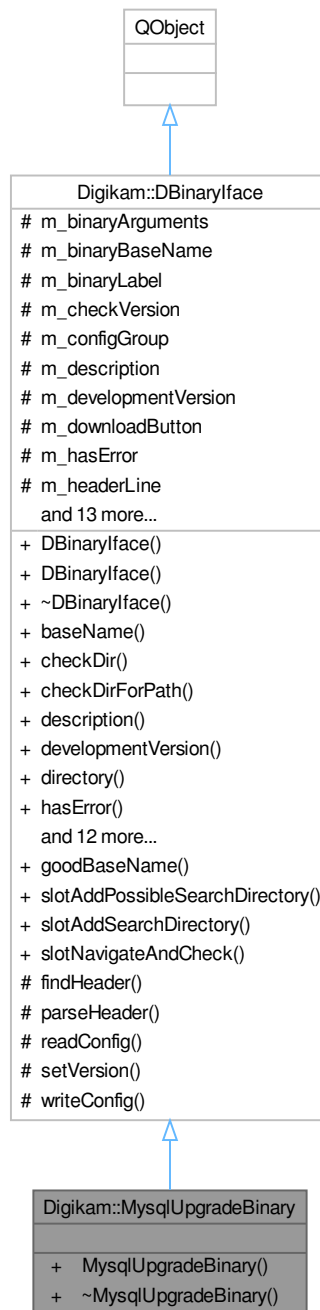 QObject
Digikam::DBinaryIface
# m_binaryArguments
# m_binaryBaseName
# m_binaryLabel
# m_checkVersion
# m_configGroup
# m_description
# m_developmentVersion
# m_downloadButton
# m_hasError
# m_headerLine
and 13 more...
+ DBinaryIface()
+ DBinaryIface()
+ ~DBinaryIface()
+ baseName()
+ checkDir()
+ checkDirForPath()
+ description()
+ developmentVersion()
+ directory()
+ hasError()
and 12 more...
+ goodBaseName()
+ slotAddPossibleSearchDirectory()
+ slotAddSearchDirectory()
+ slotNavigateAndCheck()
# findHeader()
# parseHeader()
# readConfig()
# setVersion()
# writeConfig()
Digikam::MysqlUpgradeBinary
+ MysqlUpgradeBinary()
+ ~MysqlUpgradeBinary()